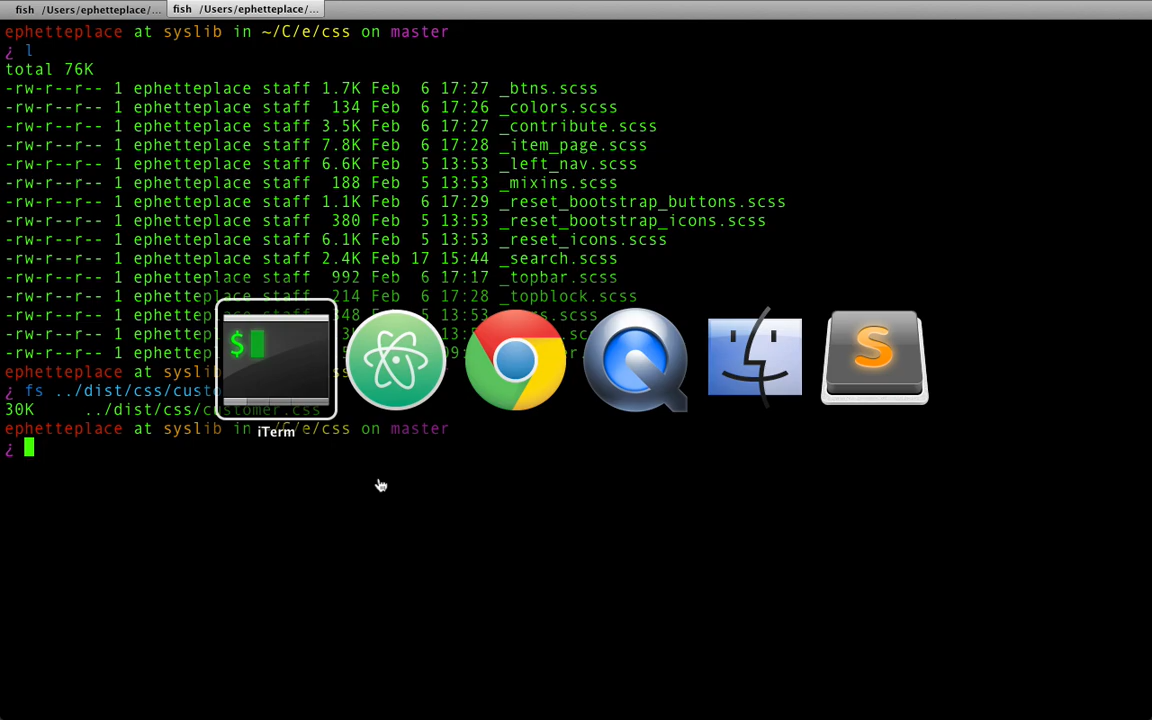 fish /Users/ephetteplace/...
fish /Users/ephetteplace/...
ephetteplace at syslib in ~/C/e/css on master
¿ l
total 76K
-rw-r--r-- 1 ephetteplace staff 1.7K Feb 6 17:27 _btns.scss
-rw-r--r-- 1 ephetteplace staff 134 Feb 6 17:26 _colors.scss
-rw-r--r-- 1 ephetteplace staff 3.5K Feb 6 17:27 _contribute.scss
-rw-r--r-- 1 ephetteplace staff 7.8K Feb 6 17:28 _item_page.scss
-rw-r--r-- 1 ephetteplace staff 6.6K Feb 5 13:53 _left_nav.scss
-rw-r--r-- 1 ephetteplace staff 188 Feb 5 13:53 _mixins.scss
-rw-r--r-- 1 ephetteplace staff 1.1K Feb 6 17:29 _reset_bootstrap_buttons.scss
-rw-r--r-- 1 ephetteplace staff 380 Feb 5 13:53 _reset_bootstrap_icons.scss
-rw-r--r-- 1 ephetteplace staff 6.1K Feb 5 13:53 _reset_icons.scss
-rw-r--r-- 1 ephetteplace staff 2.4K Feb 17 15:44 _search.scss
-rw-r--r-- 1 ephetteplace staff 992 Feb 6 17:17 _topbar.scss
-rw-r--r-- 1 ephetteplace staff 214 Feb 6 17:28 _topblock.scss
-rw-r--r-- 1 ephette
-rw-r--r-- 1 ephette
-rw-r--r-- 1 ephette
ephetteplace at sysli
¿ fs ../dist/css/cust
30K ../dist/css/customer.css
ephetteplace at syslib in ~/C/e/css on master
¿
$
iTerm
S